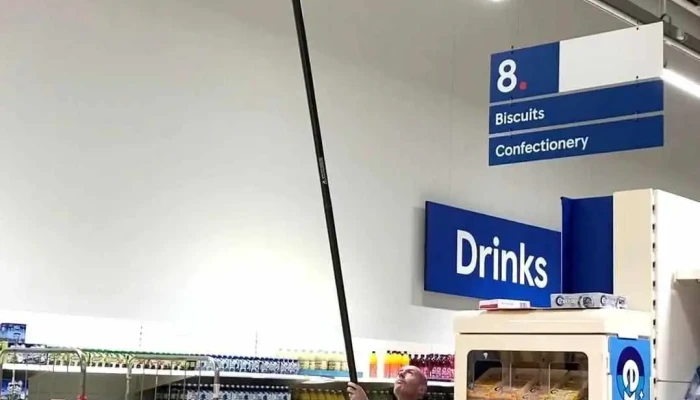 8.
Biscuits
Confectionery
Drinks